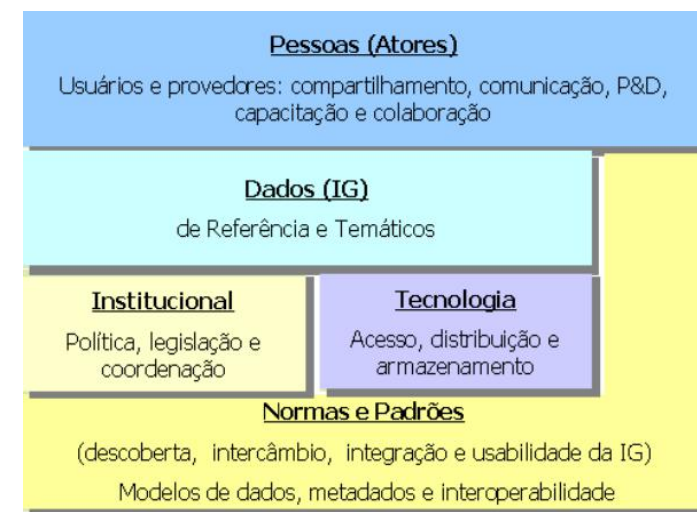 Pessoas (Atores)
Usuários e provedores: compartilhamento, comunicação, P&D,
capacitação e colaboração
Dados (IG)
de Referência e Temáticos
Institucional
Política, legislação e
coordenação
Tecnologia
Acesso, distribuição e
armazenamento
Normas e Padrões
(descoberta, intercâmbio, integração e usabilidade da IG)
Modelos de dados, metadados e interoperabilidade